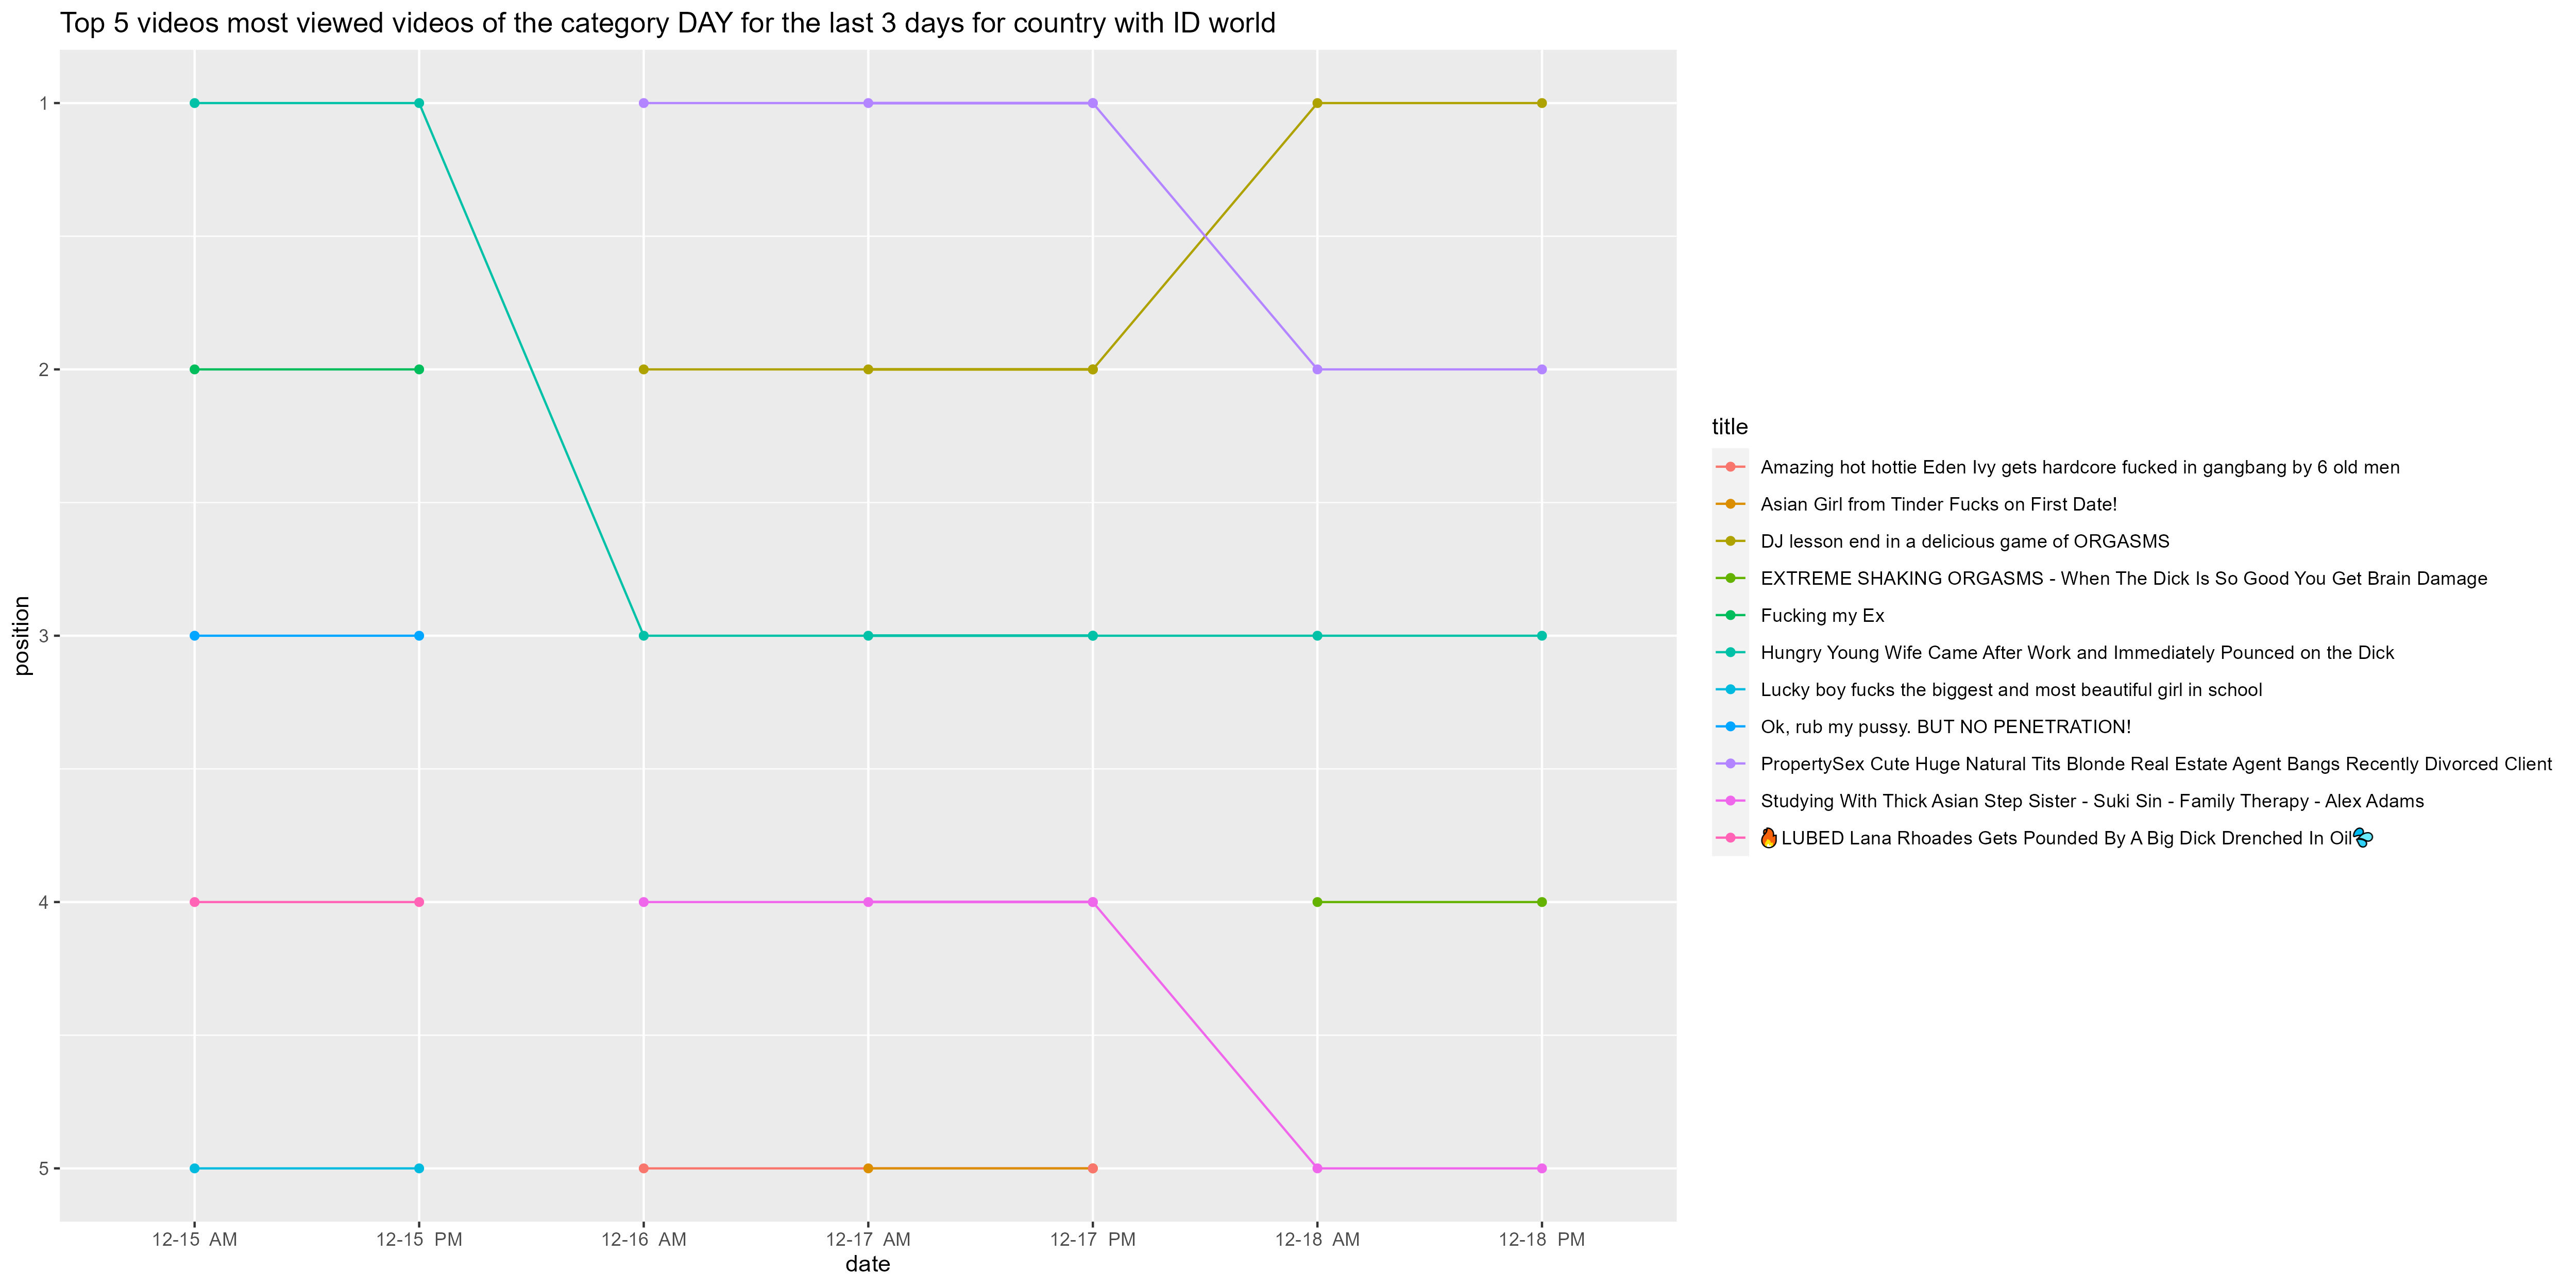 Top 5 videos most viewed videos of the category DAY for the last 3 days for country with ID world
position
1
2
3
4
5
12-15 AM
12-15 PM
12-16 AM
12-17 AM
12-17 PM
12-18 AM
12-18 PM
date
title
Amazing hot hottie Eden Ivy gets hardcore fucked in gangbang by 6 old men
Asian Girl from Tinder Fucks on First Date!
DJ lesson end in a delicious game of ORGASMS
EXTREME SHAKING ORGASMS - When The Dick Is So Good You Get Brain Damage
Fucking my Ex
Hungry Young Wife Came After Work and Immediately Pounced on the Dick
Lucky boy fucks the biggest and most beautiful girl in school
Ok, rub my pussy. BUT NO PENETRATION!
PropertySex Cute Huge Natural Tits Blonde Real Estate Agent Bangs Recently Divorced Client
Studying With Thick Asian Step Sister - Suki Sin - Family Therapy - Alex Adams
🔥LUBED Lana Rhoades Gets Pounded By A Big Dick Drenched In Oil💦